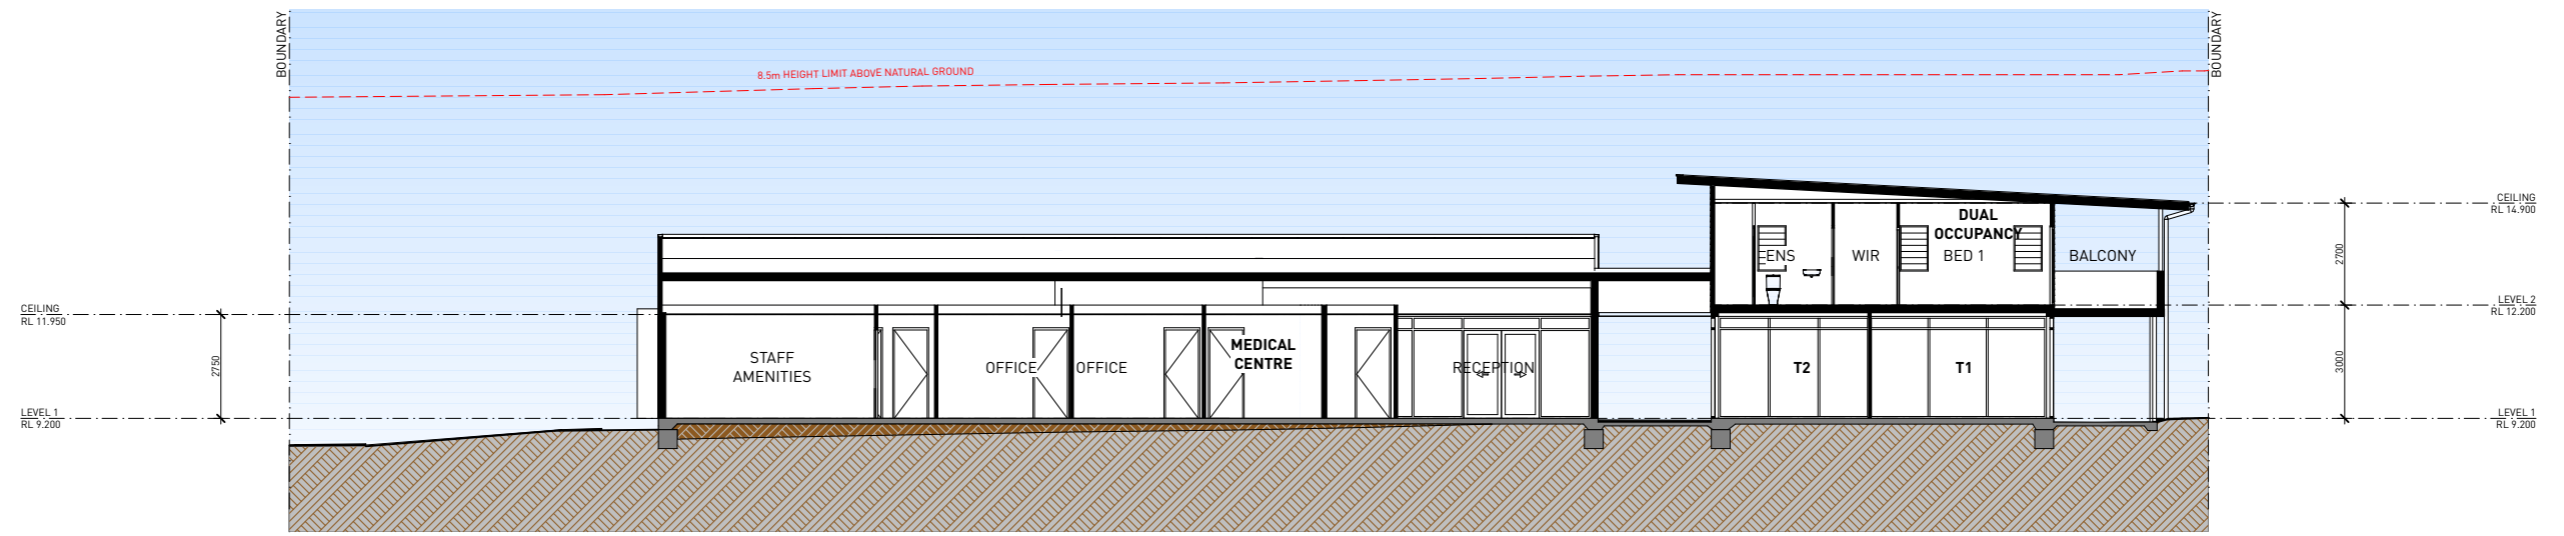 BOUNDARY
BOUNDARY
8.5m HEIGHT LIMIT ABOVE NATURAL GROUND
CEILING
RL 14.900
DUAL
OCCUPANCY
ENS
WIR
BED 1
BALCONY
2700
LEVEL 2
RL 12.200
CEILING
RL 11.950
2750
STAFF
AMENITIES
OFFICE
OFFICE
MEDICAL
CENTRE
RECEPTION
T2
T1
3000
LEVEL 1
RL 9.200
LEVEL 1
RL 9.200